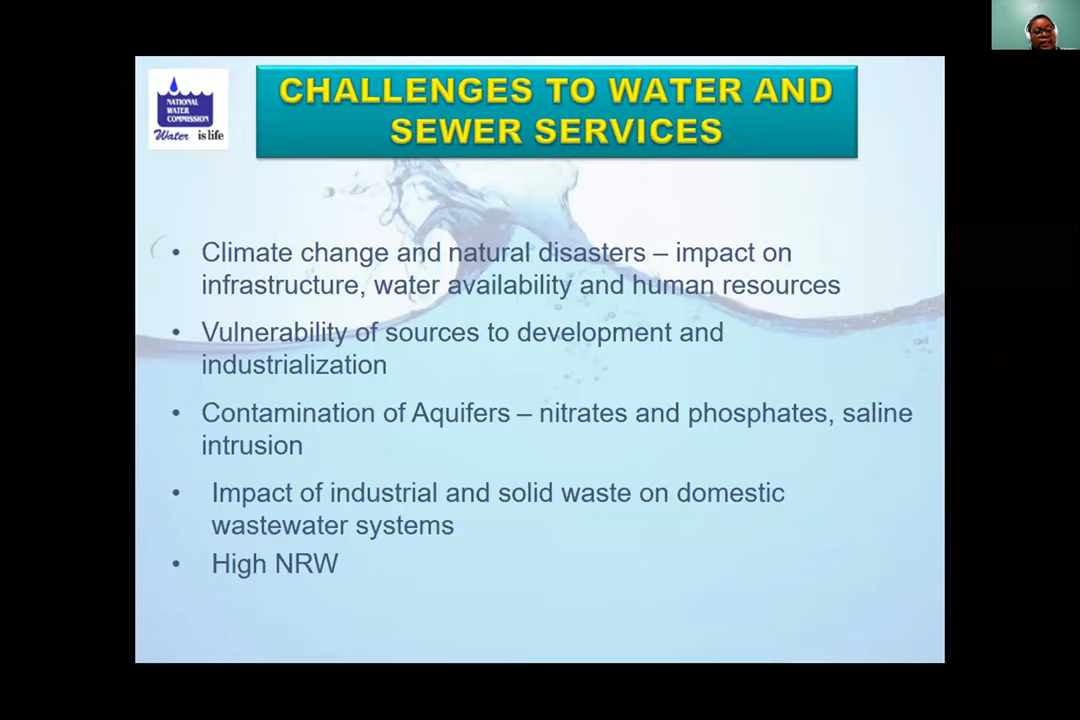 NATIONAL
WATER
COMMISSION
Water is life
CHALLENGES TO WATER AND
SEWER SERVICES
• Climate change and natural disasters – impact on
infrastructure, water availability and human resources
• Vulnerability of sources to development and
industrialization
• Contamination of Aquifers – nitrates and phosphates, saline
intrusion
• Impact of industrial and solid waste on domestic
wastewater systems
• High NRW